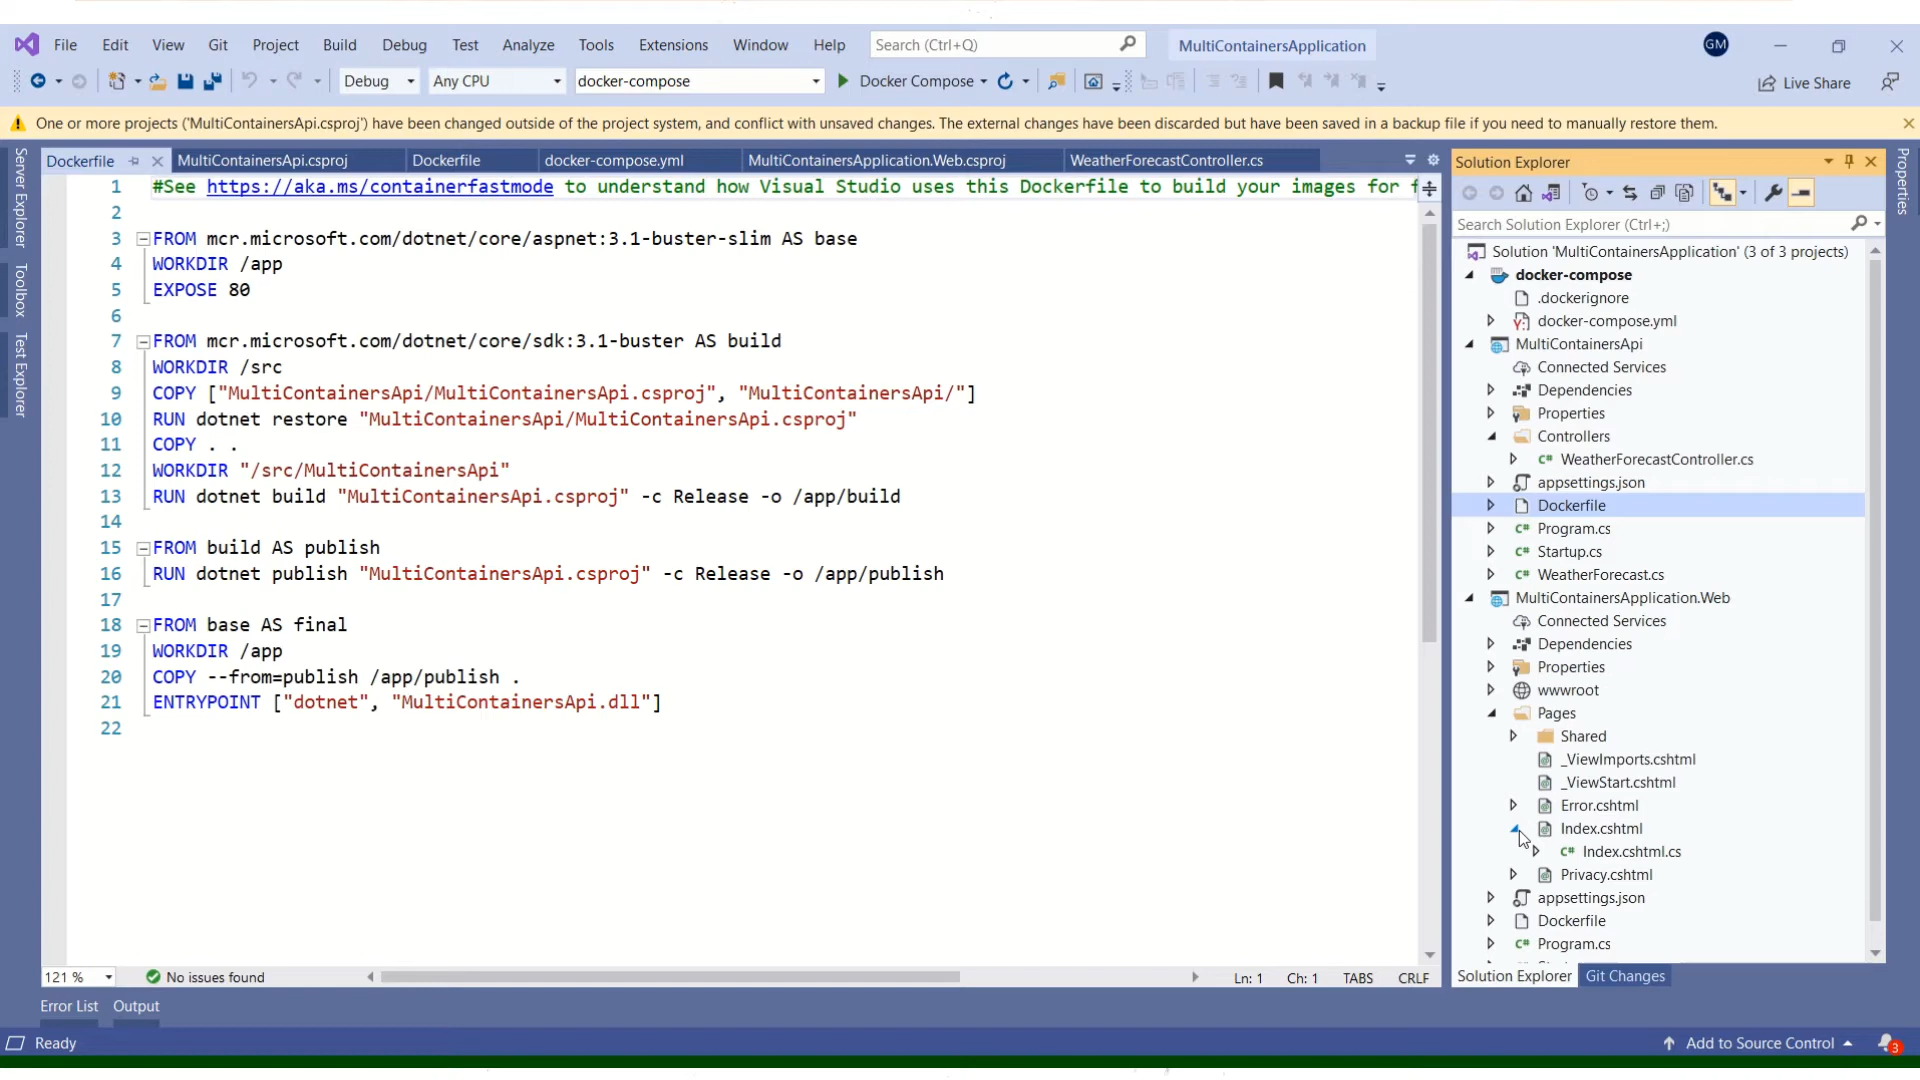 File Edit View Git Project Build Debug Test Analyze Tools Extensions Window Help Search (Ctrl+Q) MultiContainersApplication GM
Debug Any CPU docker-compose Docker Compose Live Share
One or more projects ('MultiContainersApi.csproj') have been changed outside of the project system, and conflict with unsaved changes. The external changes have been discarded but have been saved in a backup file if you need to manually restore them.
Server Explorer
Toolbox
Test Explorer
Dockerfile MultiContainersApi.csproj Dockerfile docker-compose.yml MultiContainersApplication.Web.csproj WeatherForecastController.cs
1 #See https://aka.ms/containerfastmode to understand how Visual Studio uses this Dockerfile to build your images for f
2
3 FROM mcr.microsoft.com/dotnet/core/aspnet:3.1-buster-slim AS base
4 WORKDIR /app
5 EXPOSE 80
6
7 FROM mcr.microsoft.com/dotnet/core/sdk:3.1-buster AS build
8 WORKDIR /src
9 COPY ["MultiContainersApi/MultiContainersApi.csproj", "MultiContainersApi/"]
10 RUN dotnet restore "MultiContainersApi/MultiContainersApi.csproj"
11 COPY . .
12 WORKDIR "/src/MultiContainersApi"
13 RUN dotnet build "MultiContainersApi.csproj" -c Release -o /app/build
14
15 FROM build AS publish
16 RUN dotnet publish "MultiContainersApi.csproj" -c Release -o /app/publish
17
18 FROM base AS final
19 WORKDIR /app
20 COPY --from=publish /app/publish .
21 ENTRYPOINT ["dotnet", "MultiContainersApi.dll"]
22
121 % No issues found Ln: 1 Ch: 1 TABS CRLF
Solution Explorer
Search Solution Explorer (Ctrl+;)
Solution 'MultiContainersApplication' (3 of 3 projects)
docker-compose
.dockerignore
docker-compose.yml
MultiContainersApi
Connected Services
Dependencies
Properties
Controllers
C# WeatherForecastController.cs
appsettings.json
Dockerfile
C# Program.cs
C# Startup.cs
C# WeatherForecast.cs
MultiContainersApplication.Web
Connected Services
Dependencies
Properties
wwwroot
Pages
Shared
_ViewImports.cshtml
_ViewStart.cshtml
Error.cshtml
Index.cshtml
C# Index.cshtml.cs
Privacy.cshtml
appsettings.json
Dockerfile
C# Program.cs
Solution Explorer Git Changes
Properties
Error List Output
Ready Add to Source Control 3